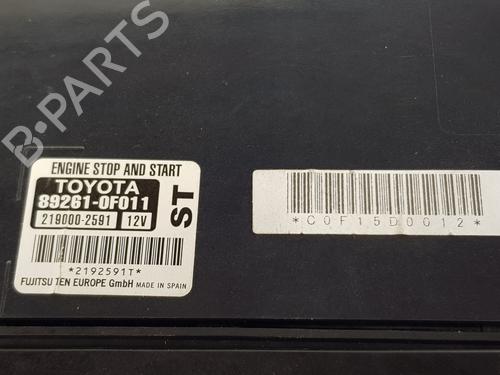 B-PARTS
ENGINE STOP AND START
TOYOTA
89261-0F011
219000-2591 12V
ST
*2192591T*
FUJITSU TEN EUROPE GmbH MADE IN SPAIN
*C0F15D0012*